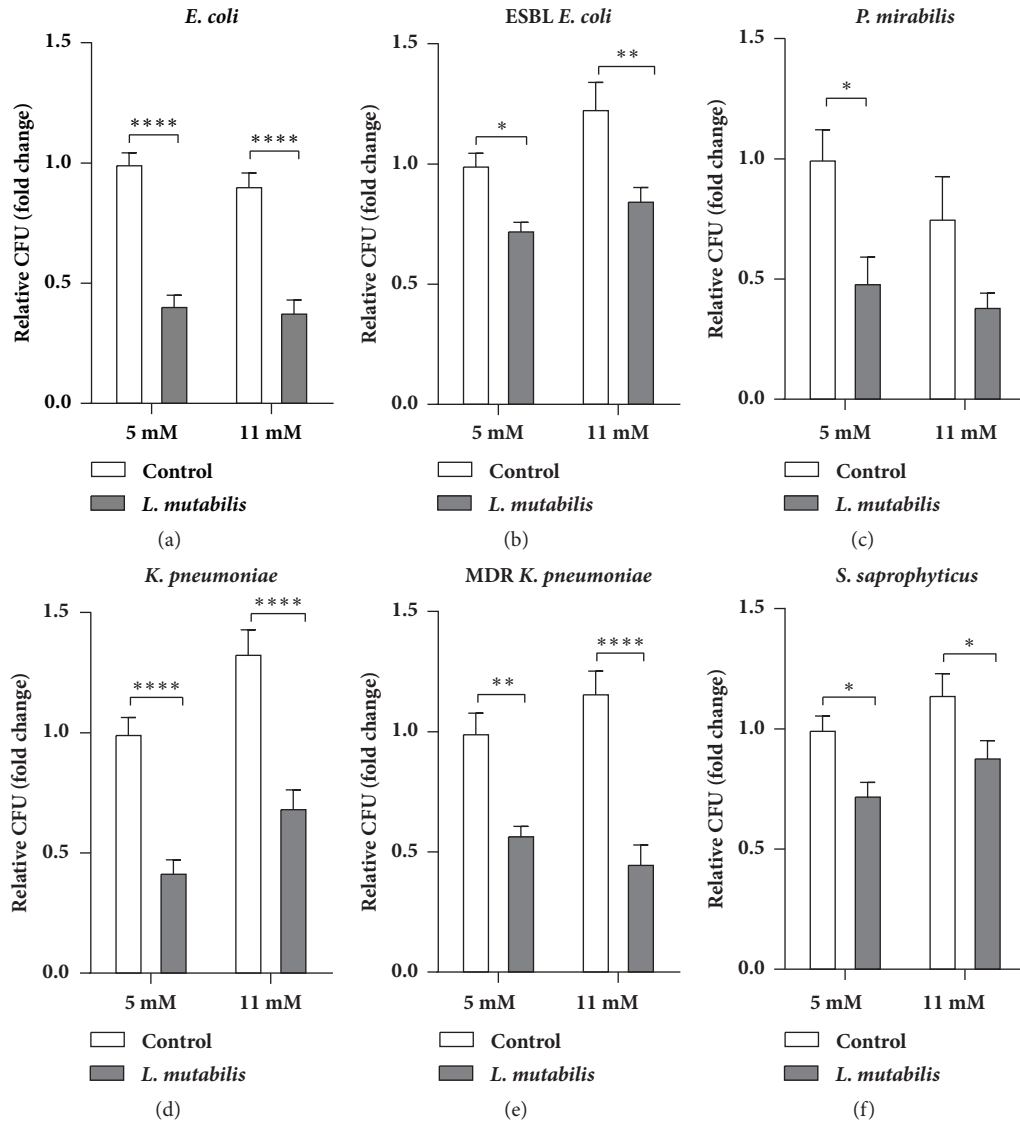 E. coli
Relative CFU (fold change)
1.5
1.0
0.5
0.0
****
****
5 mM
11 mM
Control
L. mutabilis
(a)
ESBL E. coli
Relative CFU (fold change)
1.5
1.0
0.5
0.0
*
**
5 mM
11 mM
Control
L. mutabilis
(b)
P. mirabilis
Relative CFU (fold change)
1.5
1.0
0.5
0.0
*
5 mM
11 mM
Control
L. mutabilis
(c)
K. pneumoniae
Relative CFU (fold change)
1.5
1.0
0.5
0.0
****
****
5 mM
11 mM
Control
L. mutabilis
(d)
MDR K. pneumoniae
Relative CFU (fold change)
1.5
1.0
0.5
0.0
**
****
5 mM
11 mM
Control
L. mutabilis
(e)
S. saprophyticus
Relative CFU (fold change)
1.5
1.0
0.5
0.0
*
*
5 mM
11 mM
Control
L. mutabilis
(f)